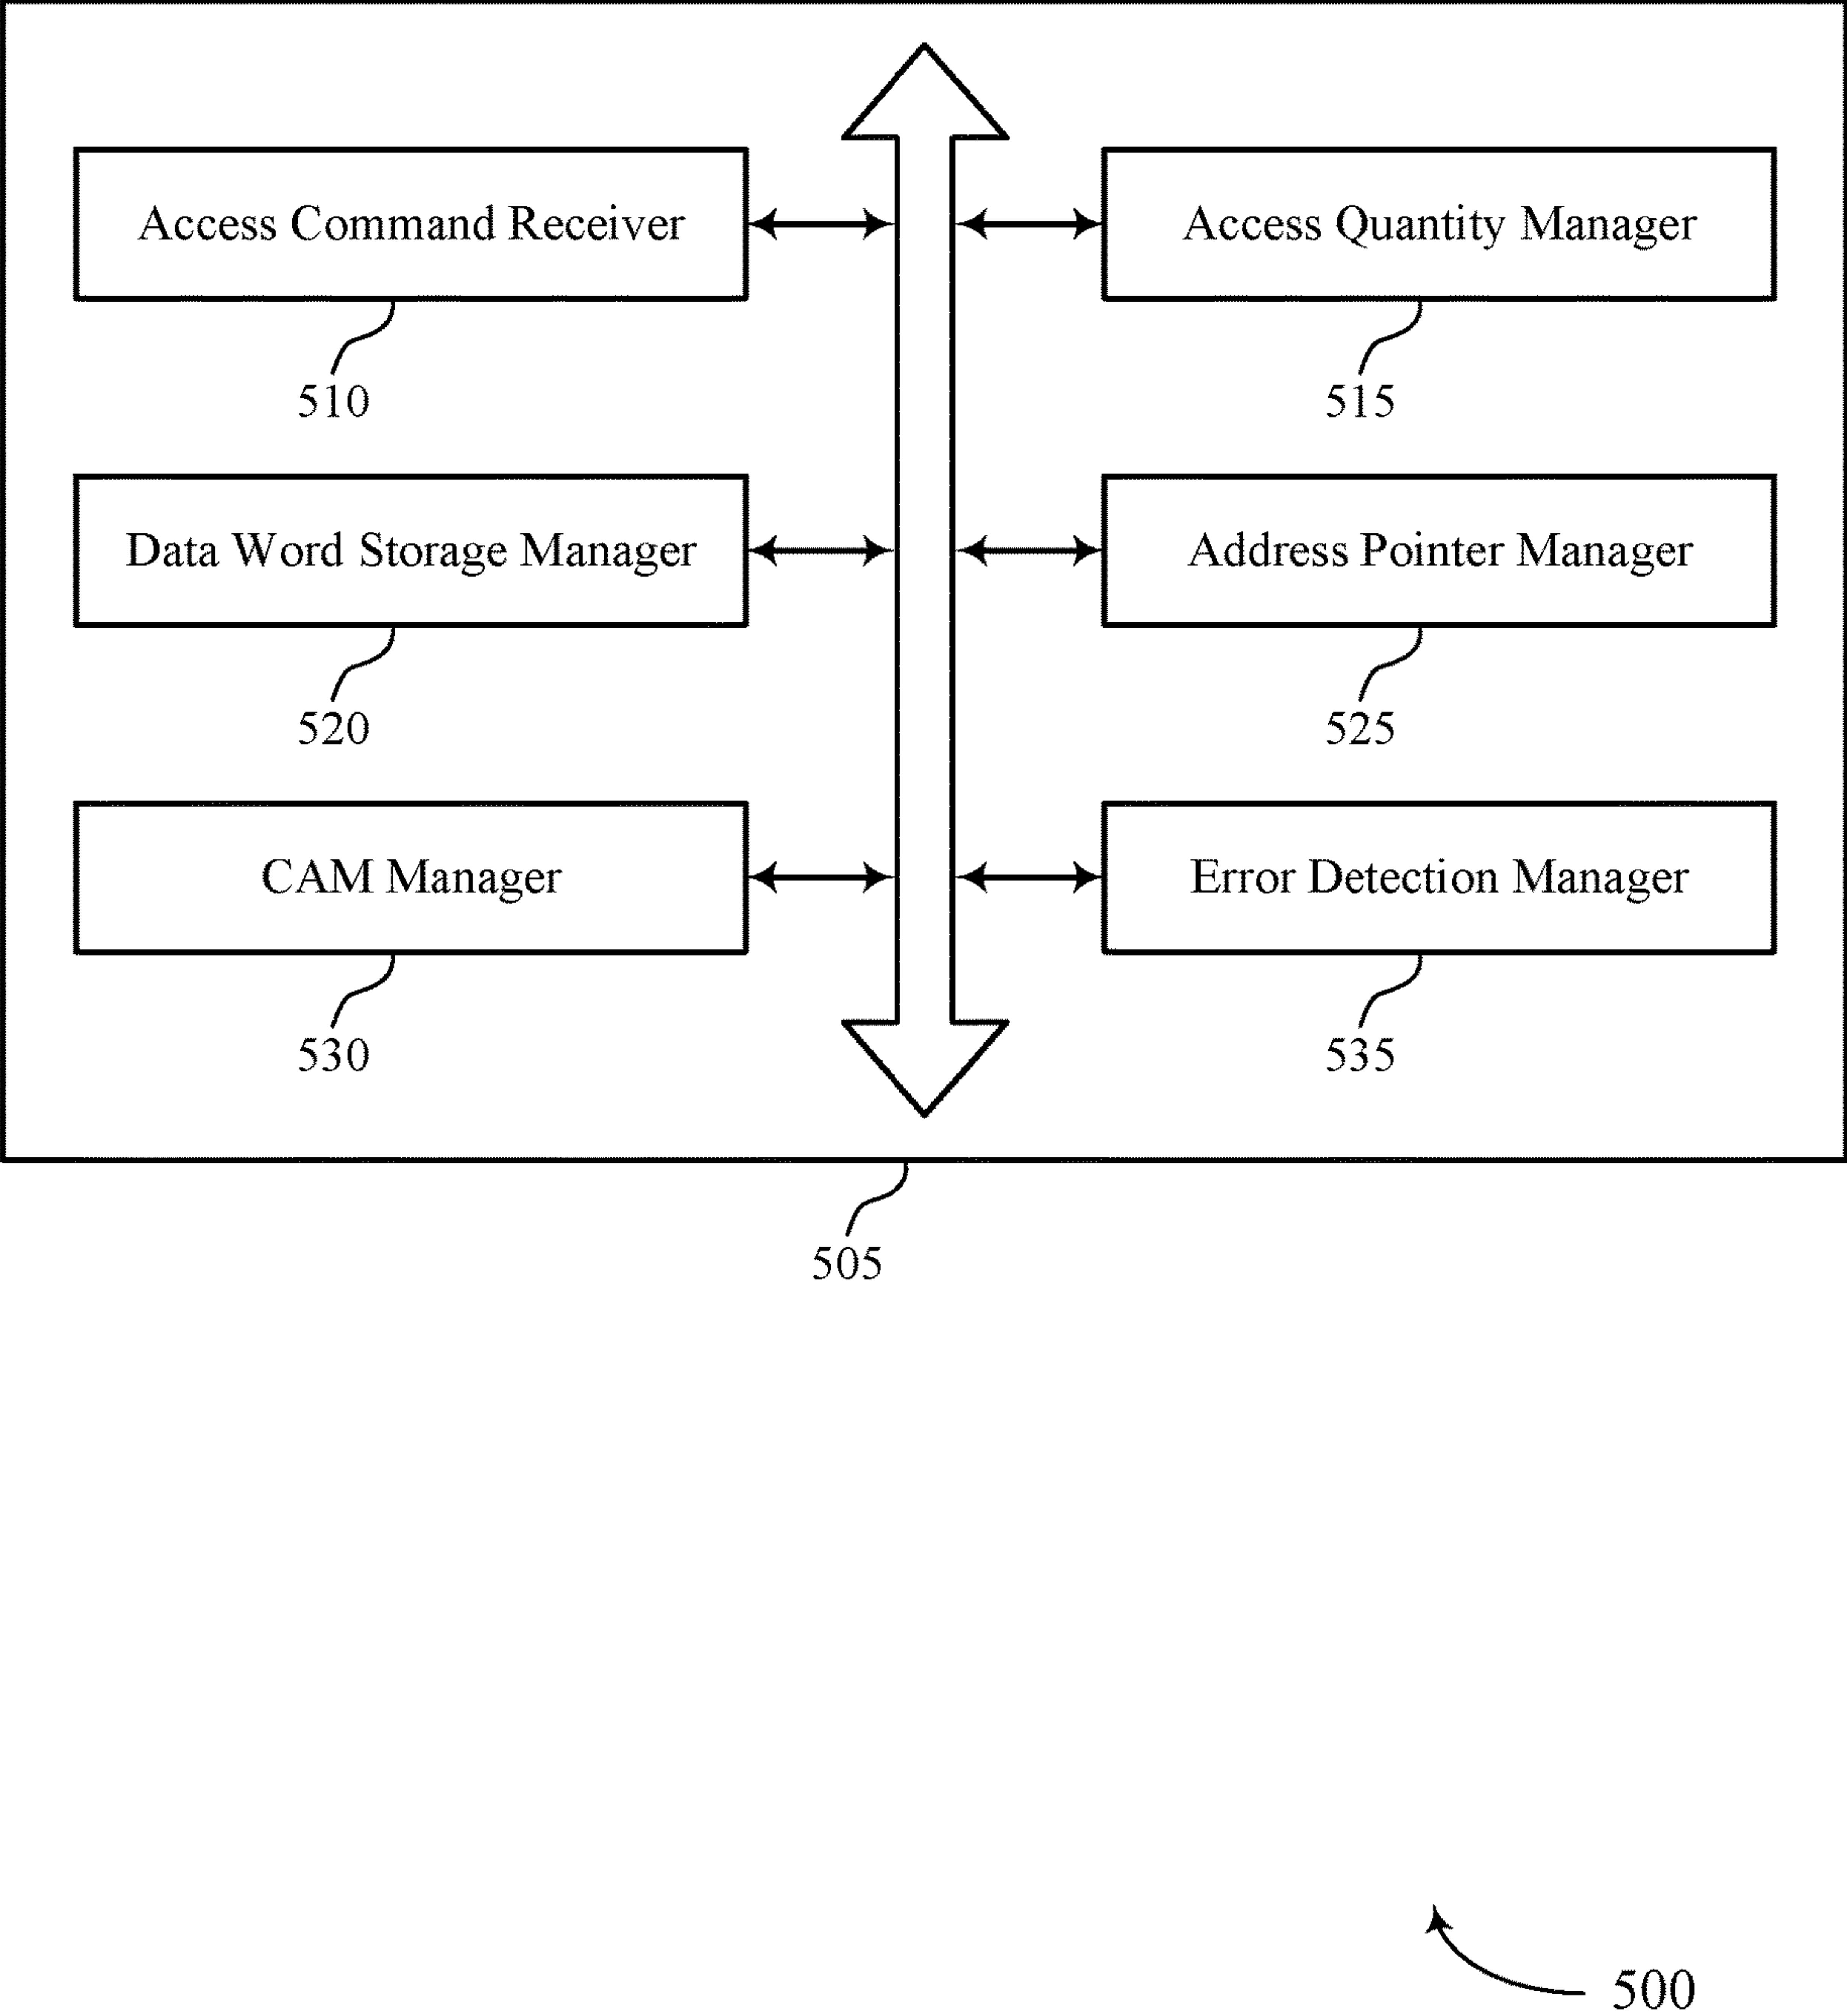 Access Command Receiver
Access Quantity Manager
510
515
Data Word Storage Manager
Address Pointer Manager
520
525
CAM Manager
Error Detection Manager
530
535
505
500